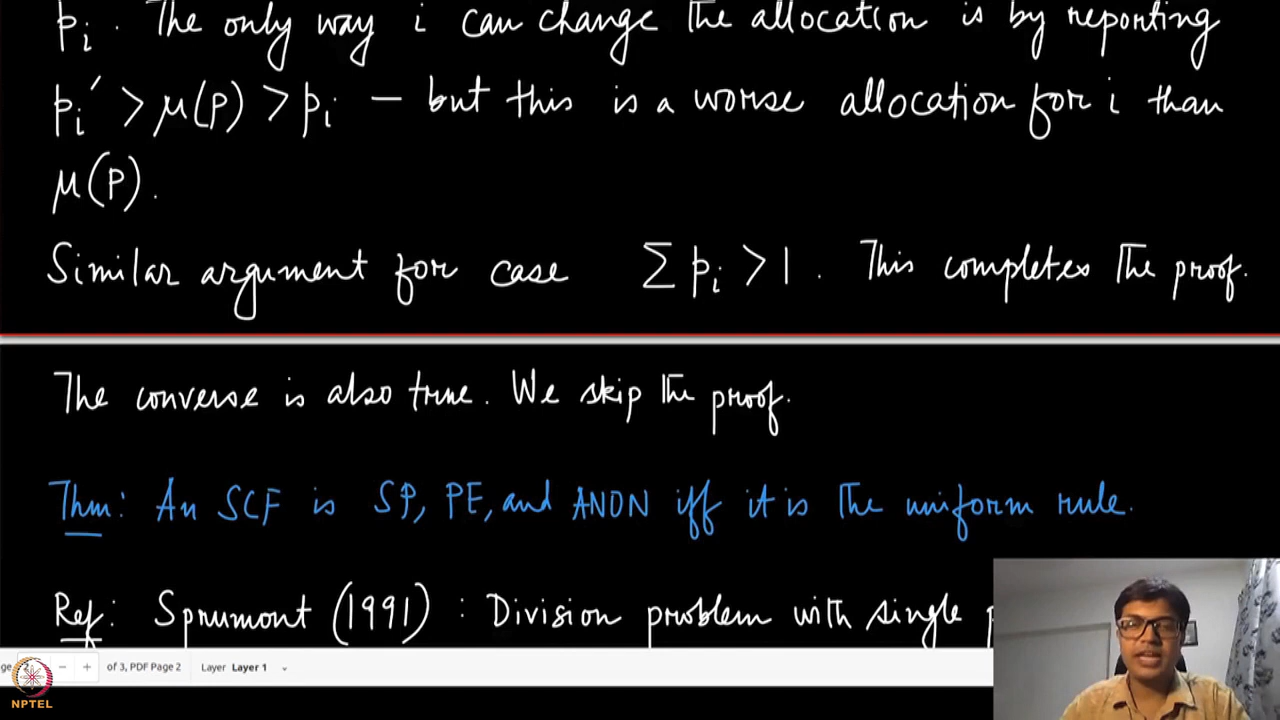 pᵢ. The only way i can change the allocation is by reporting
pᵢ′ > μ(p) > pᵢ — but this is a worse allocation for i than
μ(p).
Similar argument for case Σ pᵢ > 1. This completes the proof.
The converse is also true. We skip the proof.
Thm: An SCF is SP, PE, and ANON iff it is the uniform rule.
Ref: Sprumont (1991) : Division problem with single
ge 2 − + of 3, PDF Page 2 Layer Layer 1
NPTEL